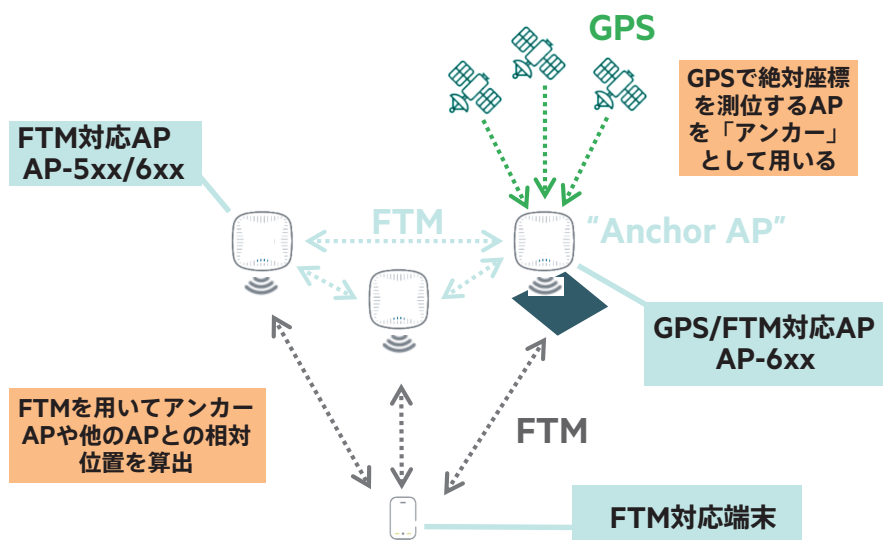 GPS
GPSで絶対座標
を測位するAP
を「アンカー」
として用いる
FTM対応AP
AP-5xx/6xx
FTM
“Anchor AP”
GPS/FTM対応AP
AP-6xx
FTMを用いてアンカー
APや他のAPとの相対
位置を算出
FTM
FTM対応端末